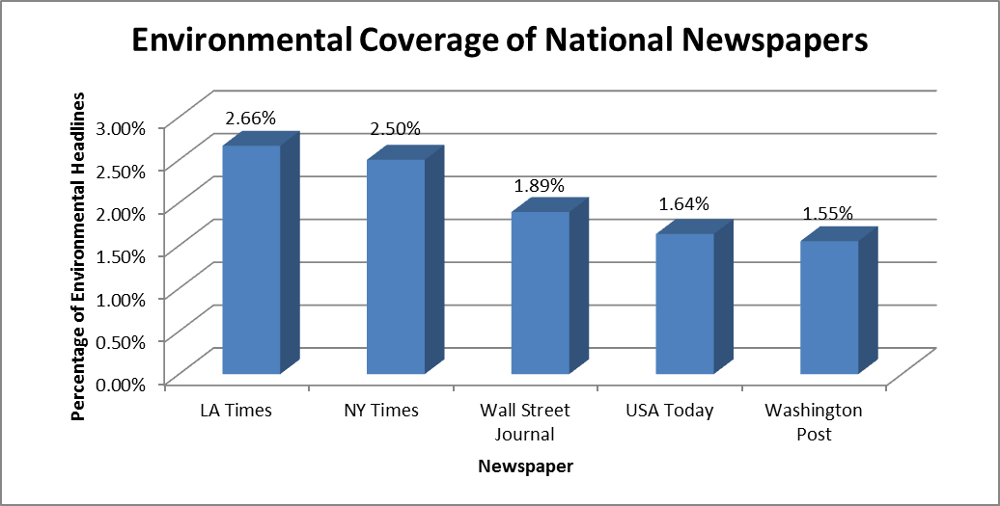 Environmental Coverage of National Newspapers
Percentage of Environmental Headlines
3.00%
2.50%
2.00%
1.50%
1.00%
0.50%
0.00%
2.66%
2.50%
1.89%
1.64%
1.55%
LA Times
NY Times
Wall Street
Journal
USA Today
Washington
Post
Newspaper